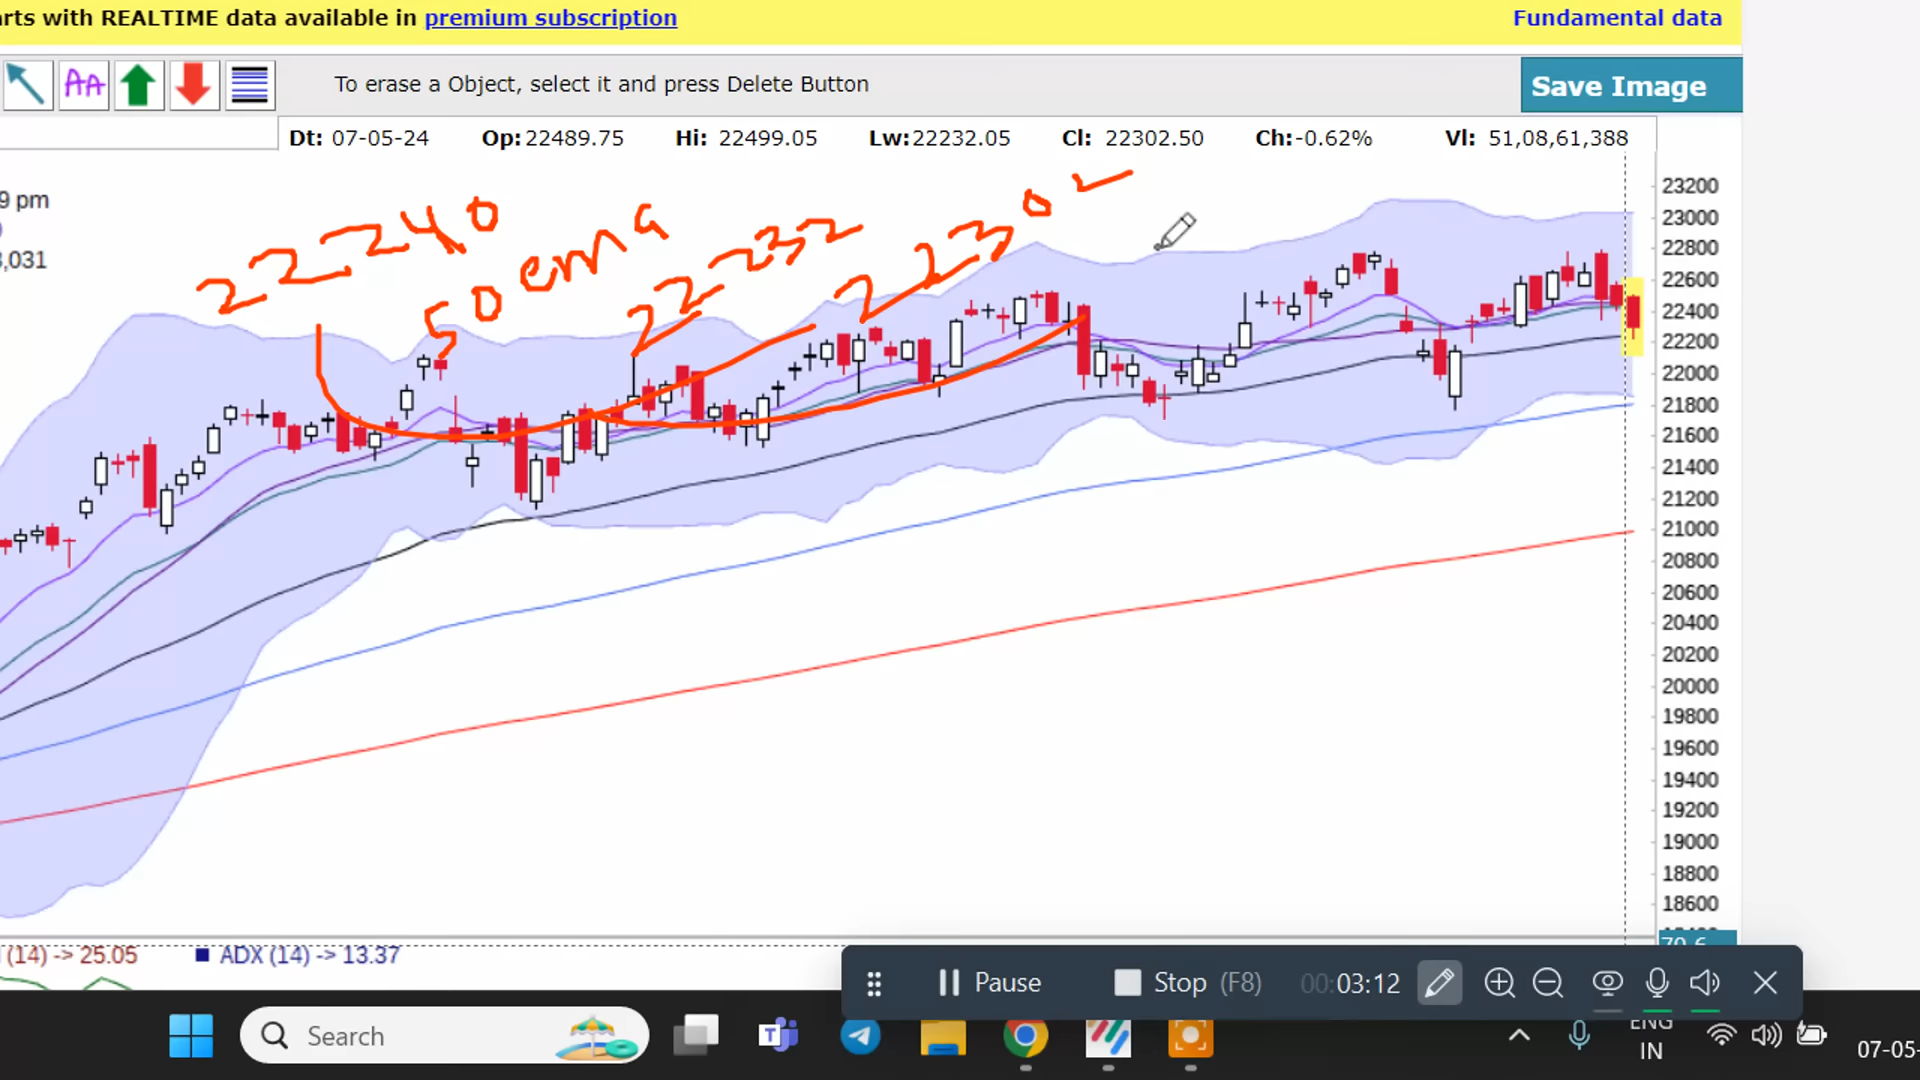 arts with REALTIME data available in premium subscription
Fundamental data
AA
To erase a Object, select it and press Delete Button
Save Image
Dt: 07-05-24 Op: 22489.75 Hi: 22499.05 Lw:22232.05 Cl: 22302.50 Ch:-0.62% Vl: 51,08,61,388
9 pm
3,031
22240
50 ema
22232
22302
23200
23000
22800
22600
22400
22200
22000
21800
21600
21400
21200
21000
20800
20600
20400
20200
20000
19800
19600
19400
19200
19000
18800
18600
(14) -> 25.05 ADX (14) -> 13.37
Pause Stop (F8) 00:03:12
Search
ENG
IN
07-05-